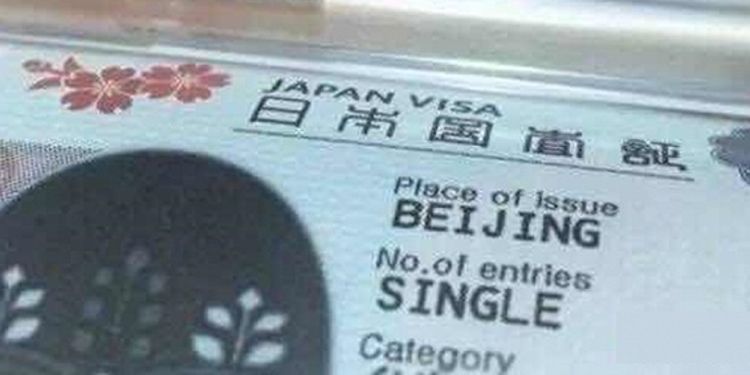 JAPAN VISA
日本国査証
Place of issue
BEIJING
No.of entries
SINGLE
Category